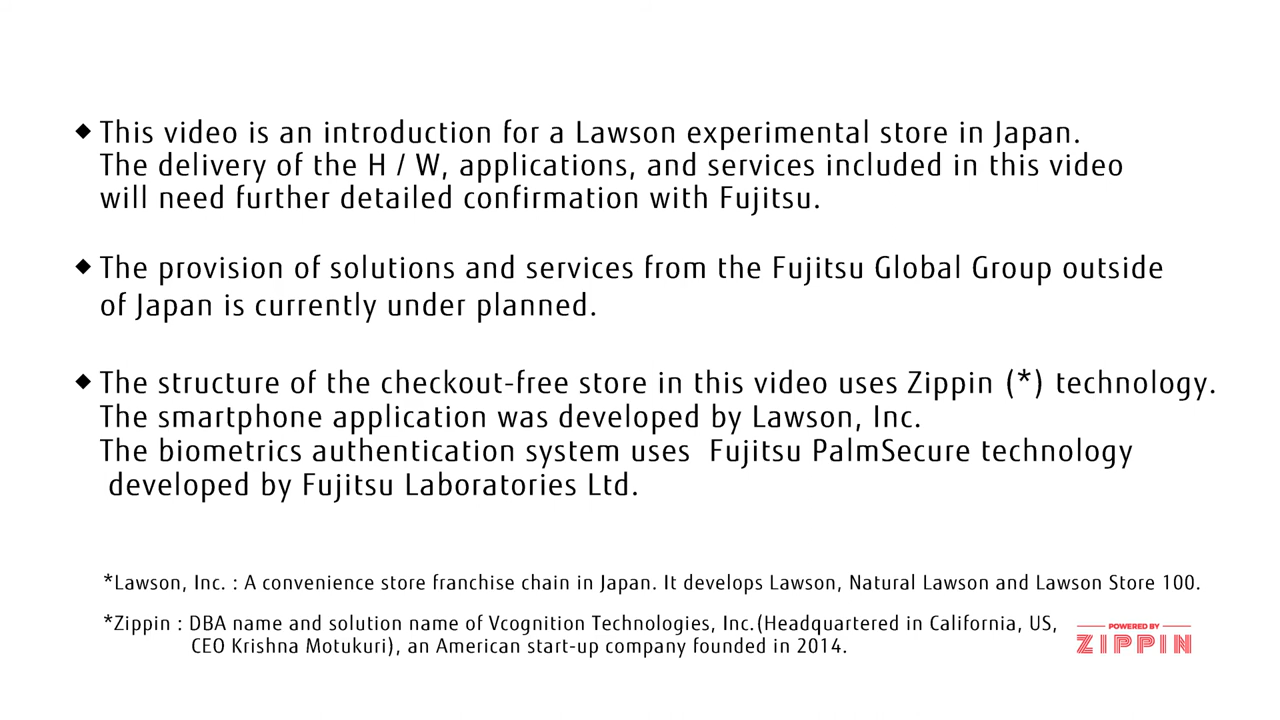 ◆This video is an introduction for a Lawson experimental store in Japan.
The delivery of the H / W, applications, and services included in this video
will need further detailed confirmation with Fujitsu.
◆The provision of solutions and services from the Fujitsu Global Group outside
of Japan is currently under planned.
◆The structure of the checkout-free store in this video uses Zippin (*) technology.
The smartphone application was developed by Lawson, Inc.
The biometrics authentication system uses Fujitsu PalmSecure technology
developed by Fujitsu Laboratories Ltd.
*Lawson, Inc. : A convenience store franchise chain in Japan. It develops Lawson, Natural Lawson and Lawson Store 100.
*Zippin : DBA name and solution name of Vcognition Technologies, Inc.(Headquartered in California, US,
CEO Krishna Motukuri), an American start-up company founded in 2014.
POWERED BY
ZIPPIN